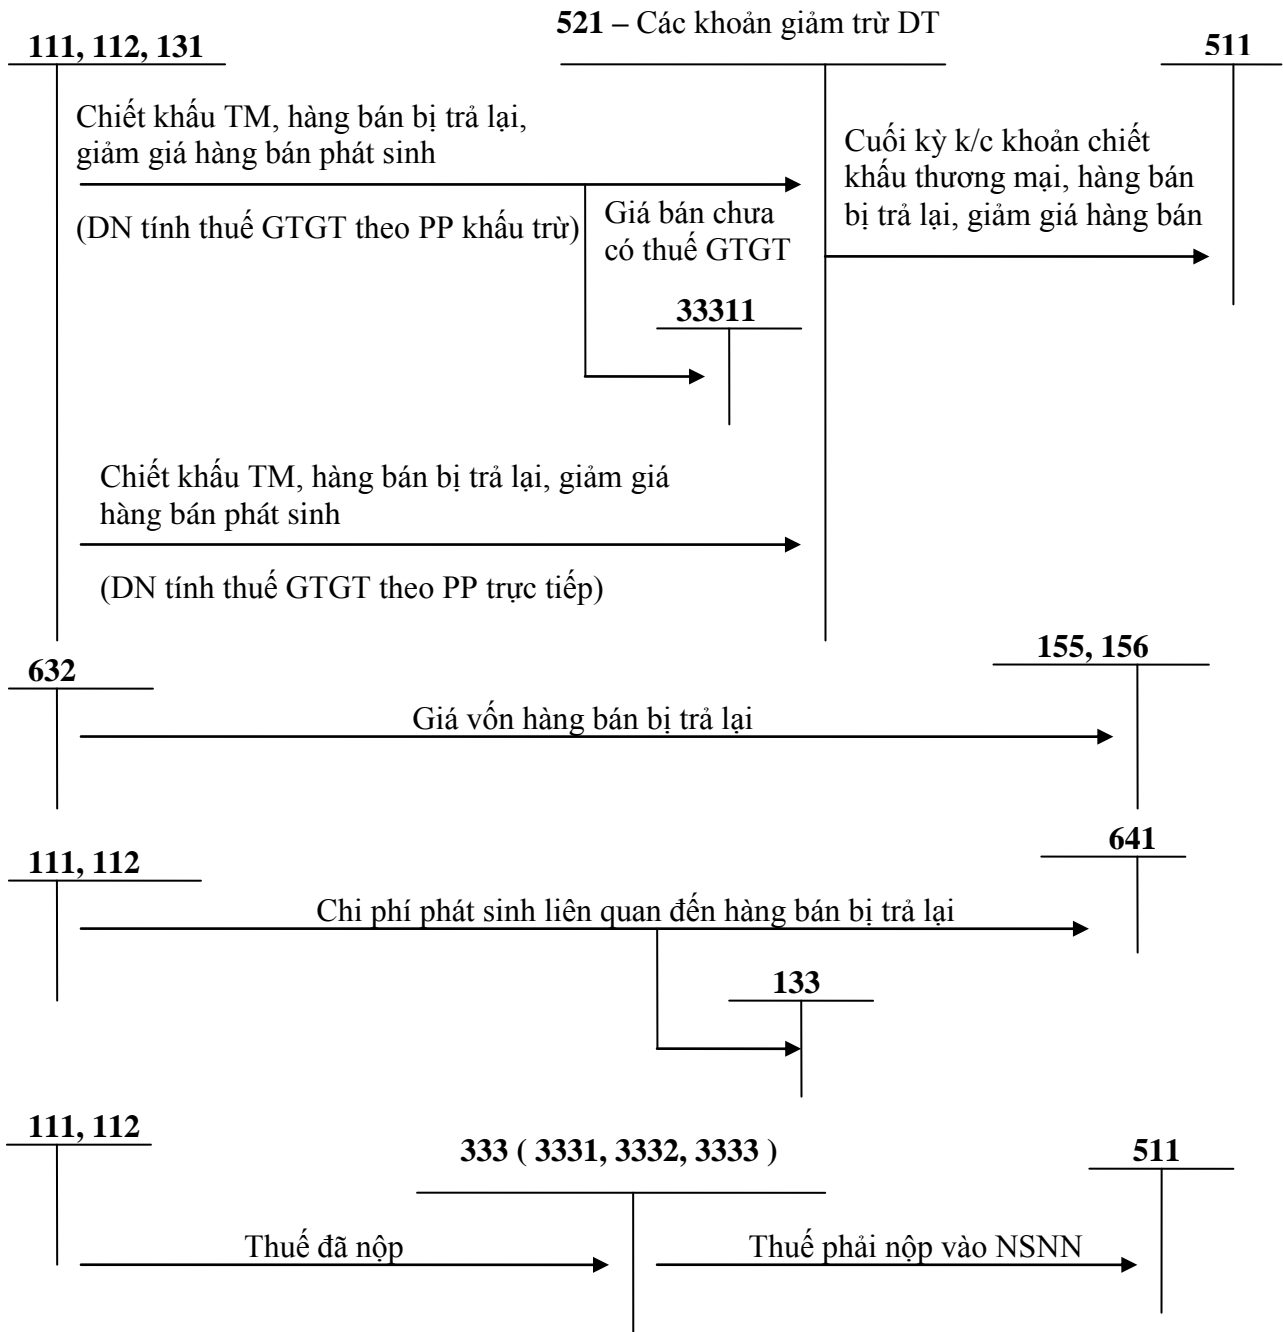 521 – Các khoản giảm trừ DT
111, 112, 131
511
Chiết khấu TM, hàng bán bị trả lại,
giảm giá hàng bán phát sinh
(DN tính thuế GTGT theo PP khấu trừ)
Giá bán chưa
có thuế GTGT
Cuối kỳ k/c khoản chiết
khấu thương mại, hàng bán
bị trả lại, giảm giá hàng bán
33311
Chiết khấu TM, hàng bán bị trả lại, giảm giá
hàng bán phát sinh
(DN tính thuế GTGT theo PP trực tiếp)
632
155, 156
Giá vốn hàng bán bị trả lại
111, 112
641
Chi phí phát sinh liên quan đến hàng bán bị trả lại
133
111, 112
333 ( 3331, 3332, 3333 )
511
Thuế đã nộp
Thuế phải nộp vào NSNN